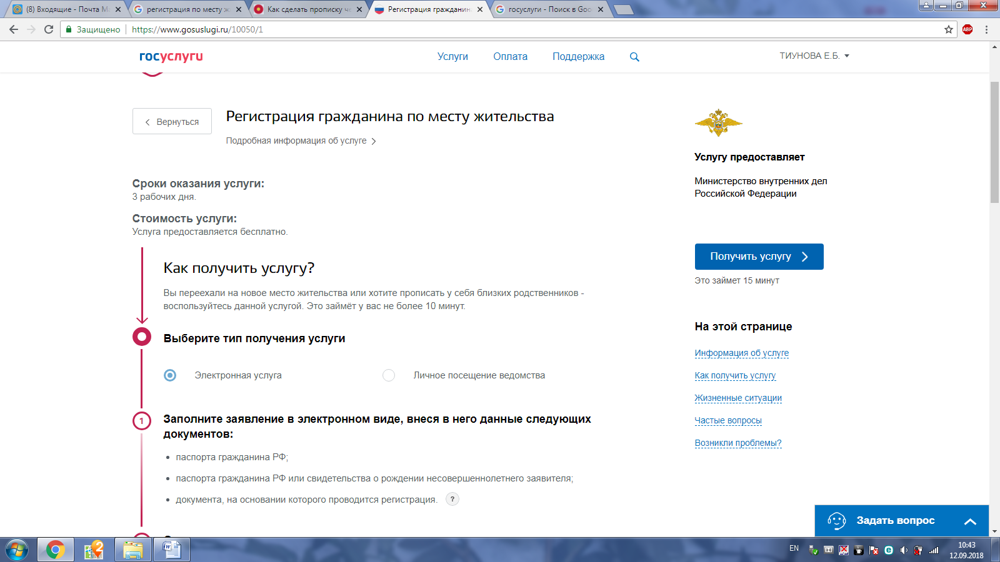 (8) Входящие - Почта M
регистрация по месту ж
Как сделать прописку че
Регистрация гражданин
госуслуги - Поиск в Goo
Защищено
https://www.gosuslugi.ru/10050/1
ABP
госуслуги
Услуги
Оплата
Поддержка
ТИУНОВА Е.Б.
Вернуться
Регистрация гражданина по месту жительства
Подробная информация об услуге
Сроки оказания услуги:
3 рабочих дня.
Стоимость услуги:
Услуга предоставляется бесплатно.
Как получить услугу?
Вы переехали на новое место жительства или хотите прописать у себя близких родственников -
воспользуйтесь данной услугой. Это займёт у вас не более 10 минут.
Выберите тип получения услуги
Электронная услуга
Личное посещение ведомства
1
Заполните заявление в электронном виде, внеся в него данные следующих
документов:
• паспорта гражданина РФ;
• паспорта гражданина РФ или свидетельства о рождении несовершеннолетнего заявителя;
• документа, на основании которого проводится регистрация. ?
Услугу предоставляет
Министерство внутренних дел
Российской Федерации
Получить услугу
Это займет 15 минут
На этой странице
Информация об услуге
Как получить услугу
Жизненные ситуации
Частые вопросы
Возникли проблемы?
Задать вопрос
2
W
EN
10:43
12.09.2018